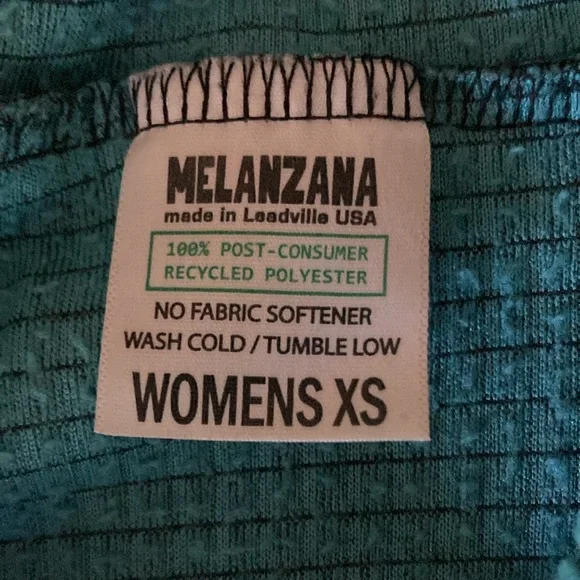 MELANZANA
made in Leadville USA
100% POST-CONSUMER
RECYCLED POLYESTER
NO FABRIC SOFTENER
WASH COLD / TUMBLE LOW
WOMENS XS